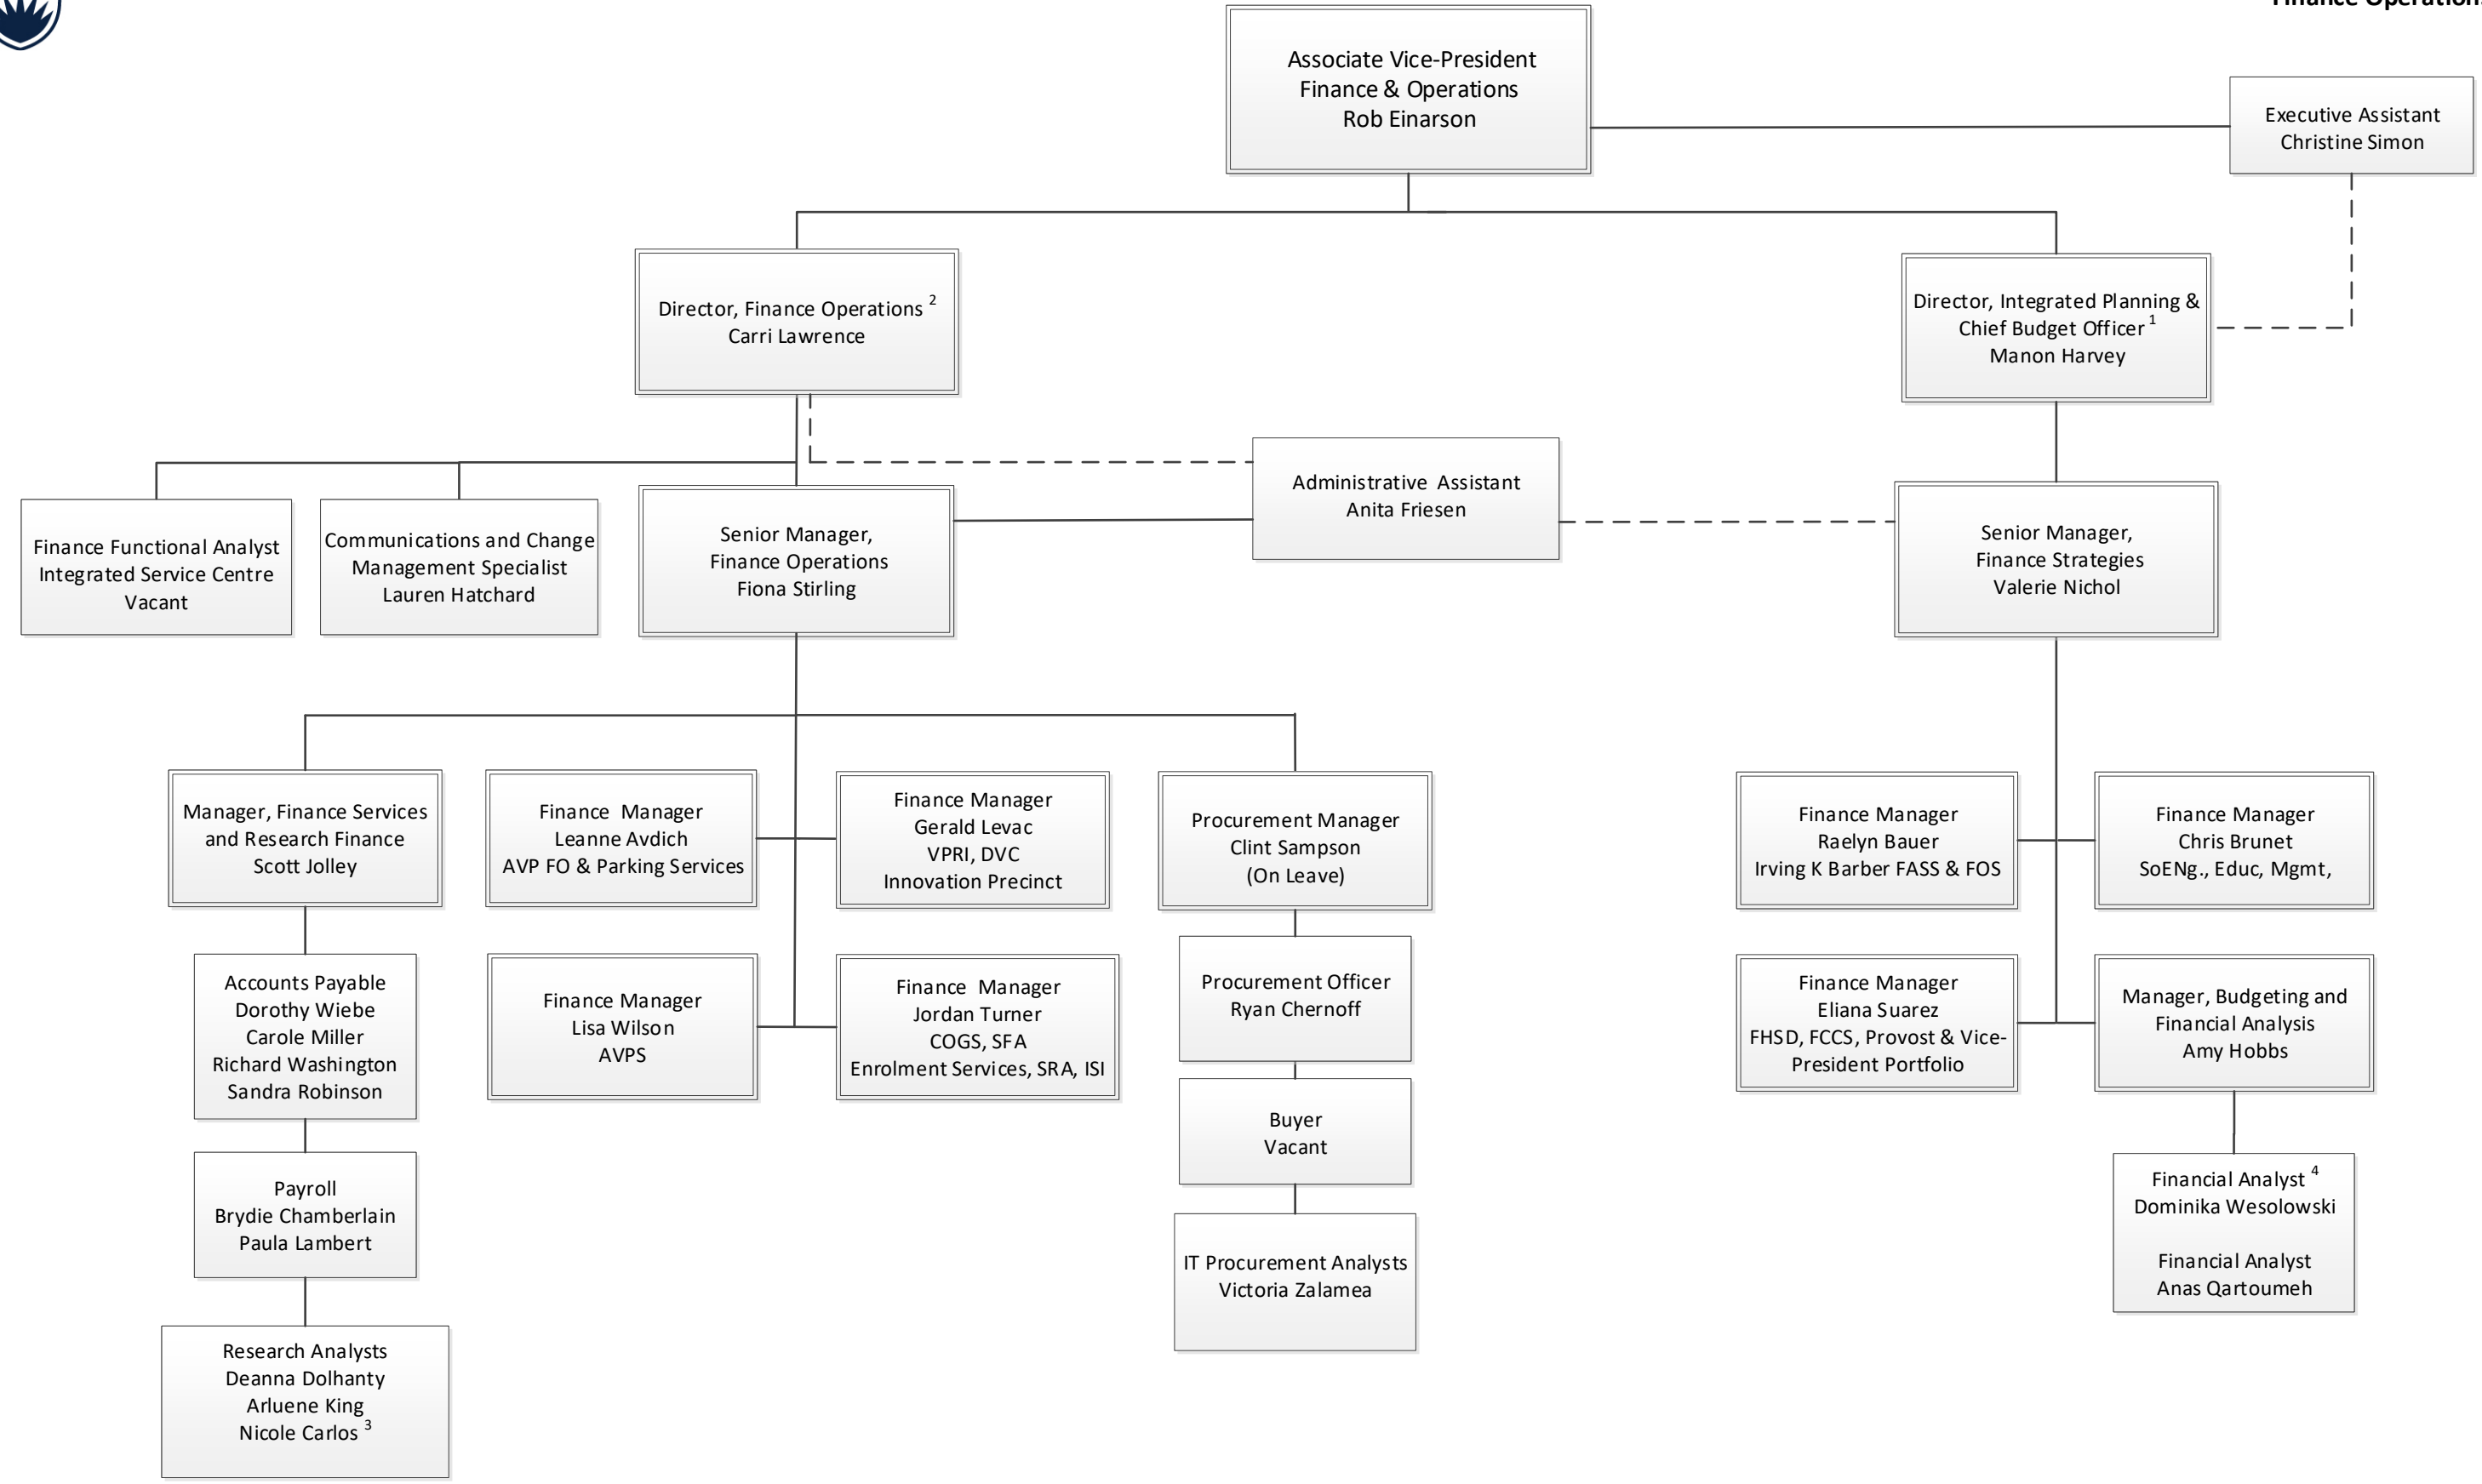 Finance Operation
Associate Vice-President
Finance & Operations
Rob Einarson
Executive Assistant
Christine Simon
Director, Finance Operations 2
Carri Lawrence
Director, Integrated Planning &
Chief Budget Officer 1
Manon Harvey
Administrative Assistant
Anita Friesen
Finance Functional Analyst
Integrated Service Centre
Vacant
Communications and Change
Management Specialist
Lauren Hatchard
Senior Manager,
Finance Operations
Fiona Stirling
Senior Manager,
Finance Strategies
Valerie Nichol
Manager, Finance Services
and Research Finance
Scott Jolley
Finance Manager
Leanne Avdich
AVP FO & Parking Services
Finance Manager
Gerald Levac
VPRI, DVC
Innovation Precinct
Procurement Manager
Clint Sampson
(On Leave)
Finance Manager
Raelyn Bauer
Irving K Barber FASS & FOS
Finance Manager
Chris Brunet
SoENg., Educ, Mgmt,
Accounts Payable
Dorothy Wiebe
Carole Miller
Richard Washington
Sandra Robinson
Finance Manager
Lisa Wilson
AVPS
Finance Manager
Jordan Turner
COGS, SFA
Enrolment Services, SRA, ISI
Procurement Officer
Ryan Chernoff
Finance Manager
Eliana Suarez
FHSD, FCCS, Provost & Vice-
President Portfolio
Manager, Budgeting and
Financial Analysis
Amy Hobbs
Buyer
Vacant
Payroll
Brydie Chamberlain
Paula Lambert
IT Procurement Analysts
Victoria Zalamea
Financial Analyst 4
Dominika Wesolowski
Financial Analyst
Anas Qartoumeh
Research Analysts
Deanna Dolhanty
Arluene King
Nicole Carlos 3